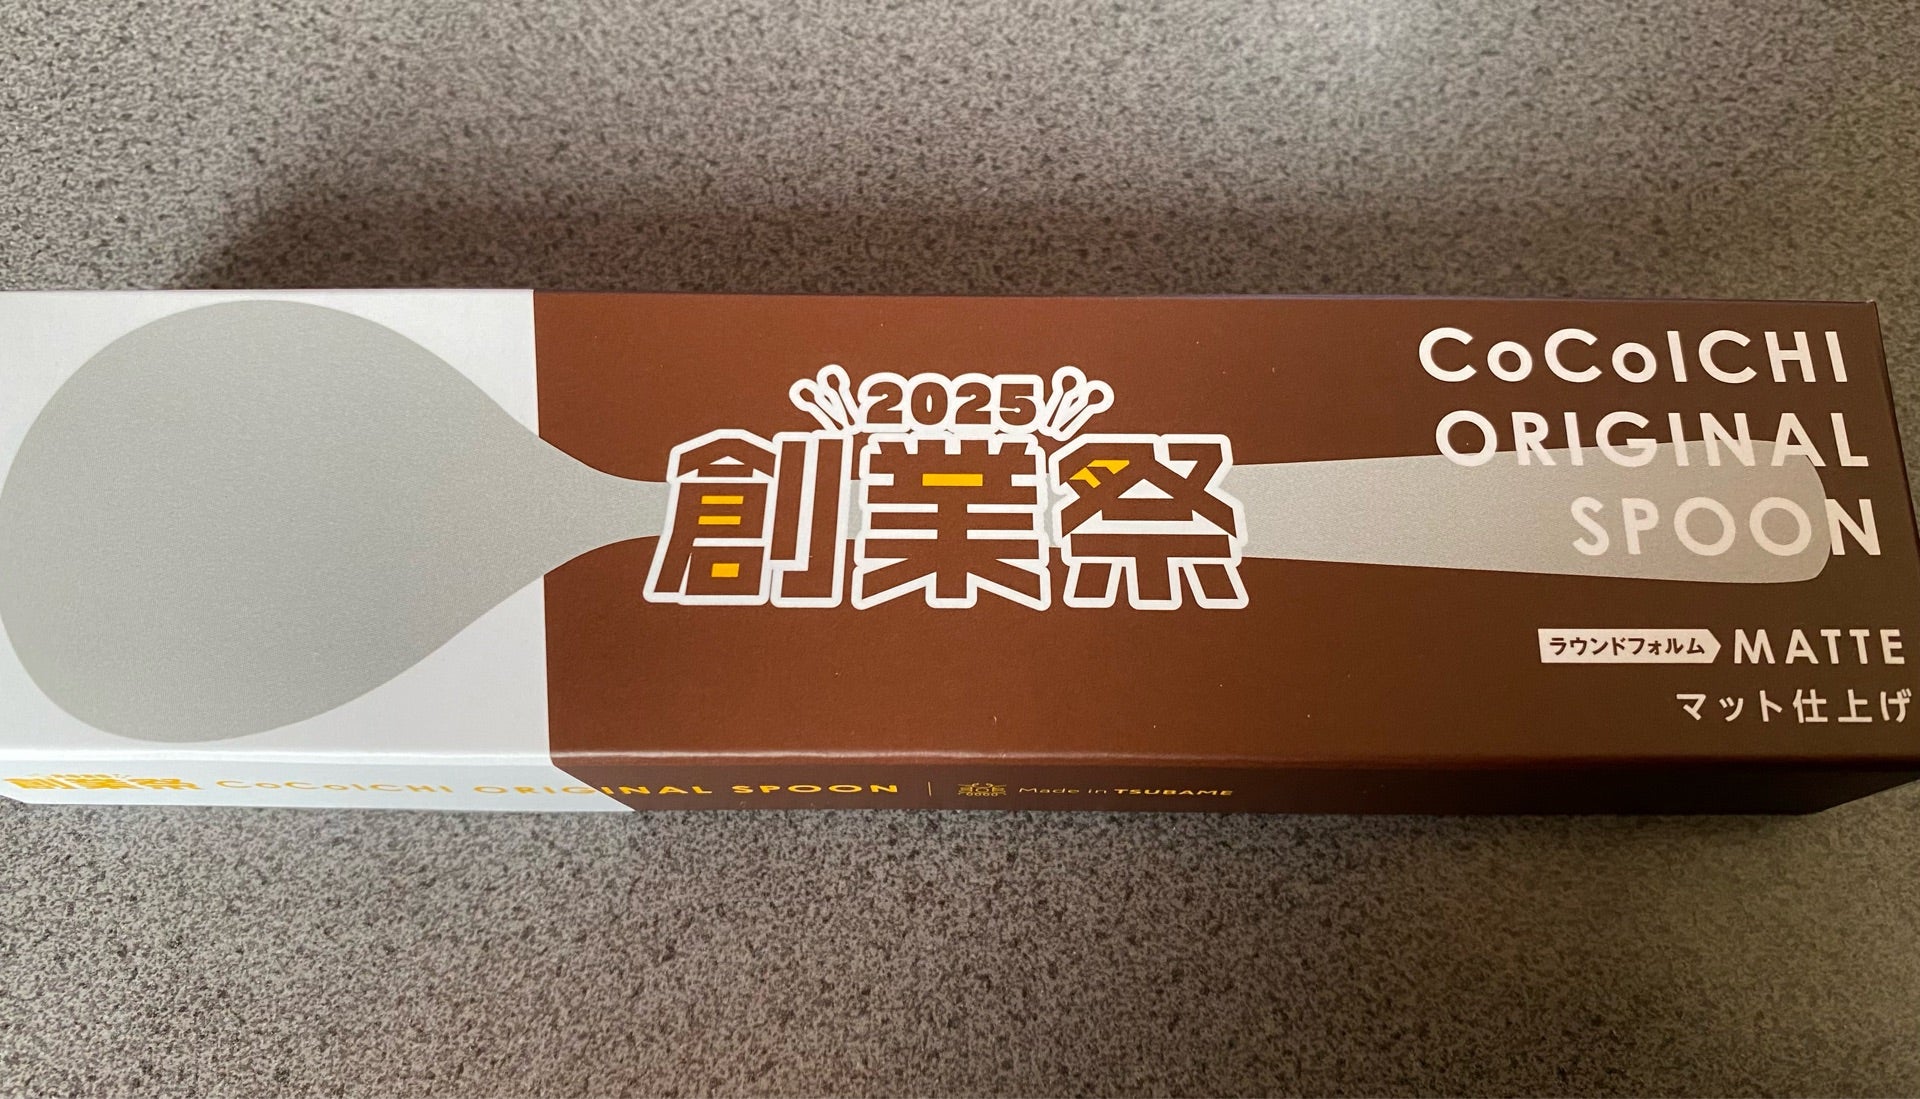 2025
創業祭
CoCoICHI
ORIGINAL
SPOON
ラウンドフォルム MATTE
マット仕上げ
創業祭 CoCoICHI ORIGINAL SPOON | Made in TSUBAME